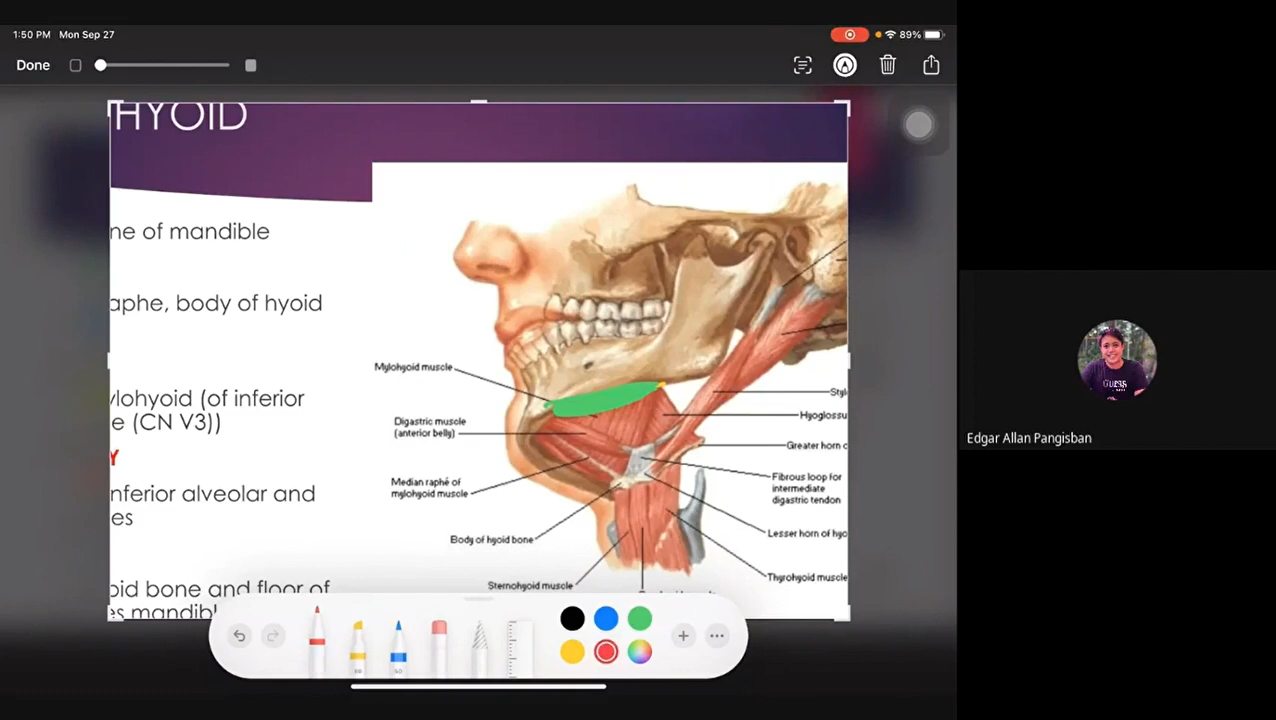 1:50 PM Mon Sep 27
89%
Done
HYOID
ne of mandible
aphe, body of hyoid
ylohyoid (of inferior
e (CN V3))
Y
nferior alveolar and
es
oid bone and floor of
es mandibl
Mylohyoid muscle
Digastric muscle
(anterior belly)
Median raphé of
mylohyoid muscle
Body of hyoid bone
Sternohyoid muscle
Styl
Hyoglossu
Greater horn o
Fibrous loop for
intermediate
digastric tendon
Lesser horn of hyo
Thyrohyoid muscle
GUESS
Edgar Allan Pangisban